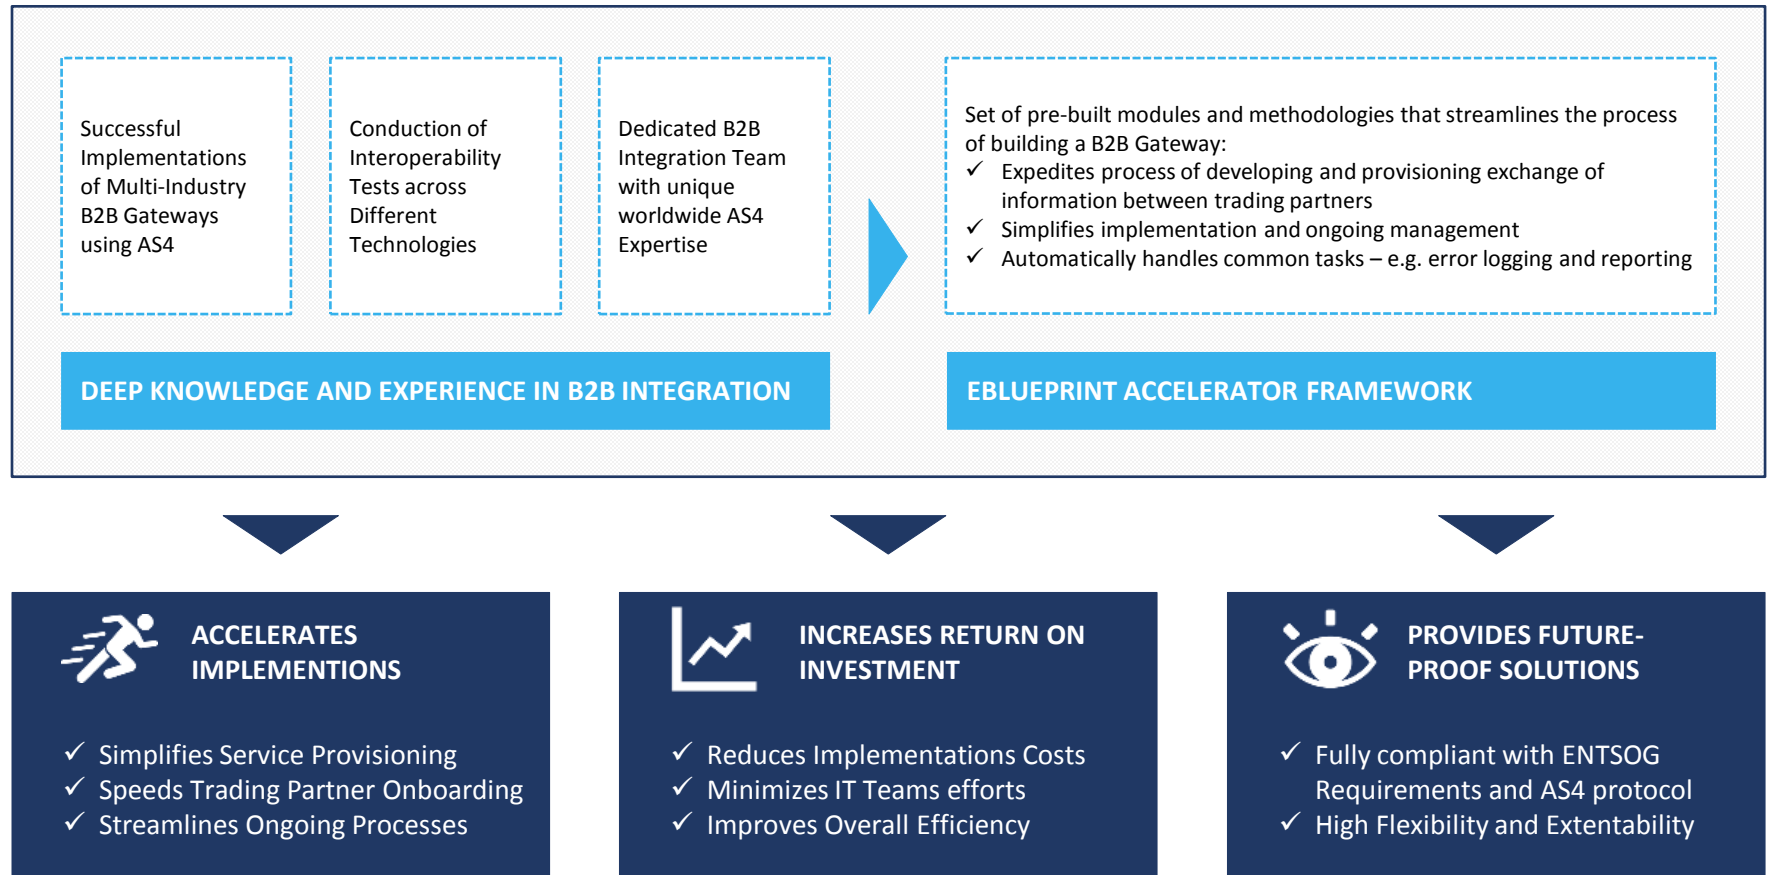 Successful
Implementations
of Multi-Industry
B2B Gateways
using AS4
Conduction of
Interoperability
Tests across
Different
Technologies
Dedicated B2B
Integration Team
with unique
worldwide AS4
Expertise
DEEP KNOWLEDGE AND EXPERIENCE IN B2B INTEGRATION
Set of pre-built modules and methodologies that streamlines the process
of building a B2B Gateway:
✓ Expedites process of developing and provisioning exchange of
information between trading partners
✓ Simplifies implementation and ongoing management
✓ Automatically handles common tasks – e.g. error logging and reporting
EBLUEPRINT ACCELERATOR FRAMEWORK
ACCELERATES
IMPLEMENTIONS
✓ Simplifies Service Provisioning
✓ Speeds Trading Partner Onboarding
✓ Streamlines Ongoing Processes
INCREASES RETURN ON
INVESTMENT
✓ Reduces Implementations Costs
✓ Minimizes IT Teams efforts
✓ Improves Overall Efficiency
PROVIDES FUTURE-
PROOF SOLUTIONS
✓ Fully compliant with ENTSOG
Requirements and AS4 protocol
✓ High Flexibility and Extentability